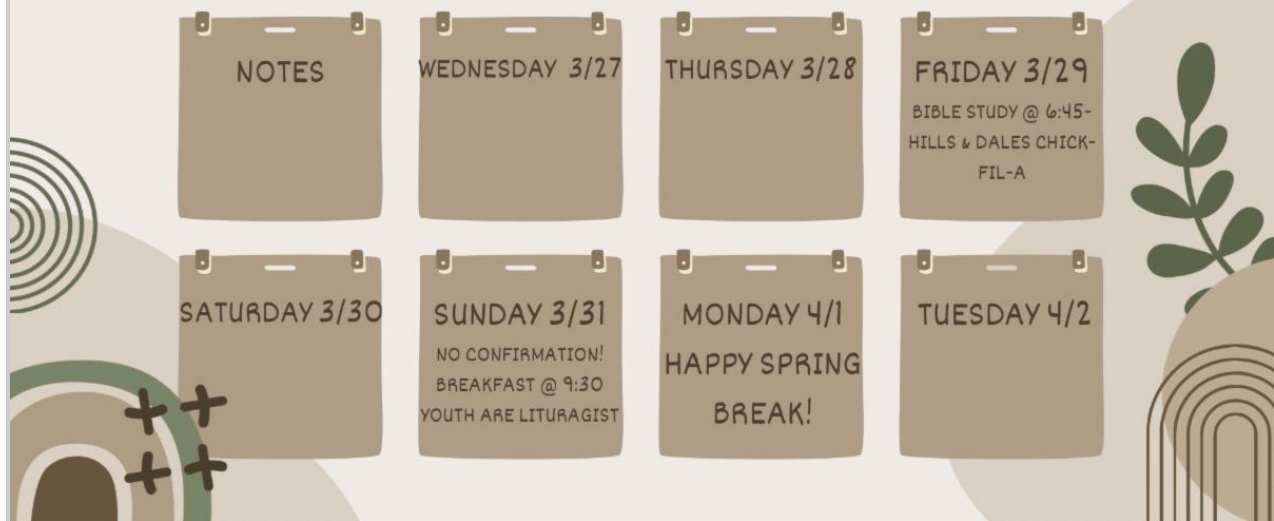 NOTES
WEDNESDAY 3/27
THURSDAY 3/28
FRIDAY 3/29
BIBLE STUDY @ 6:45-
HILLS & DALES CHICK-
FIL-A
SATURDAY 3/30
SUNDAY 3/31
NO CONFIRMATION!
BREAKFAST @ 9:30
YOUTH ARE LITURAGIST
MONDAY 4/1
HAPPY SPRING
BREAK!
TUESDAY 4/2